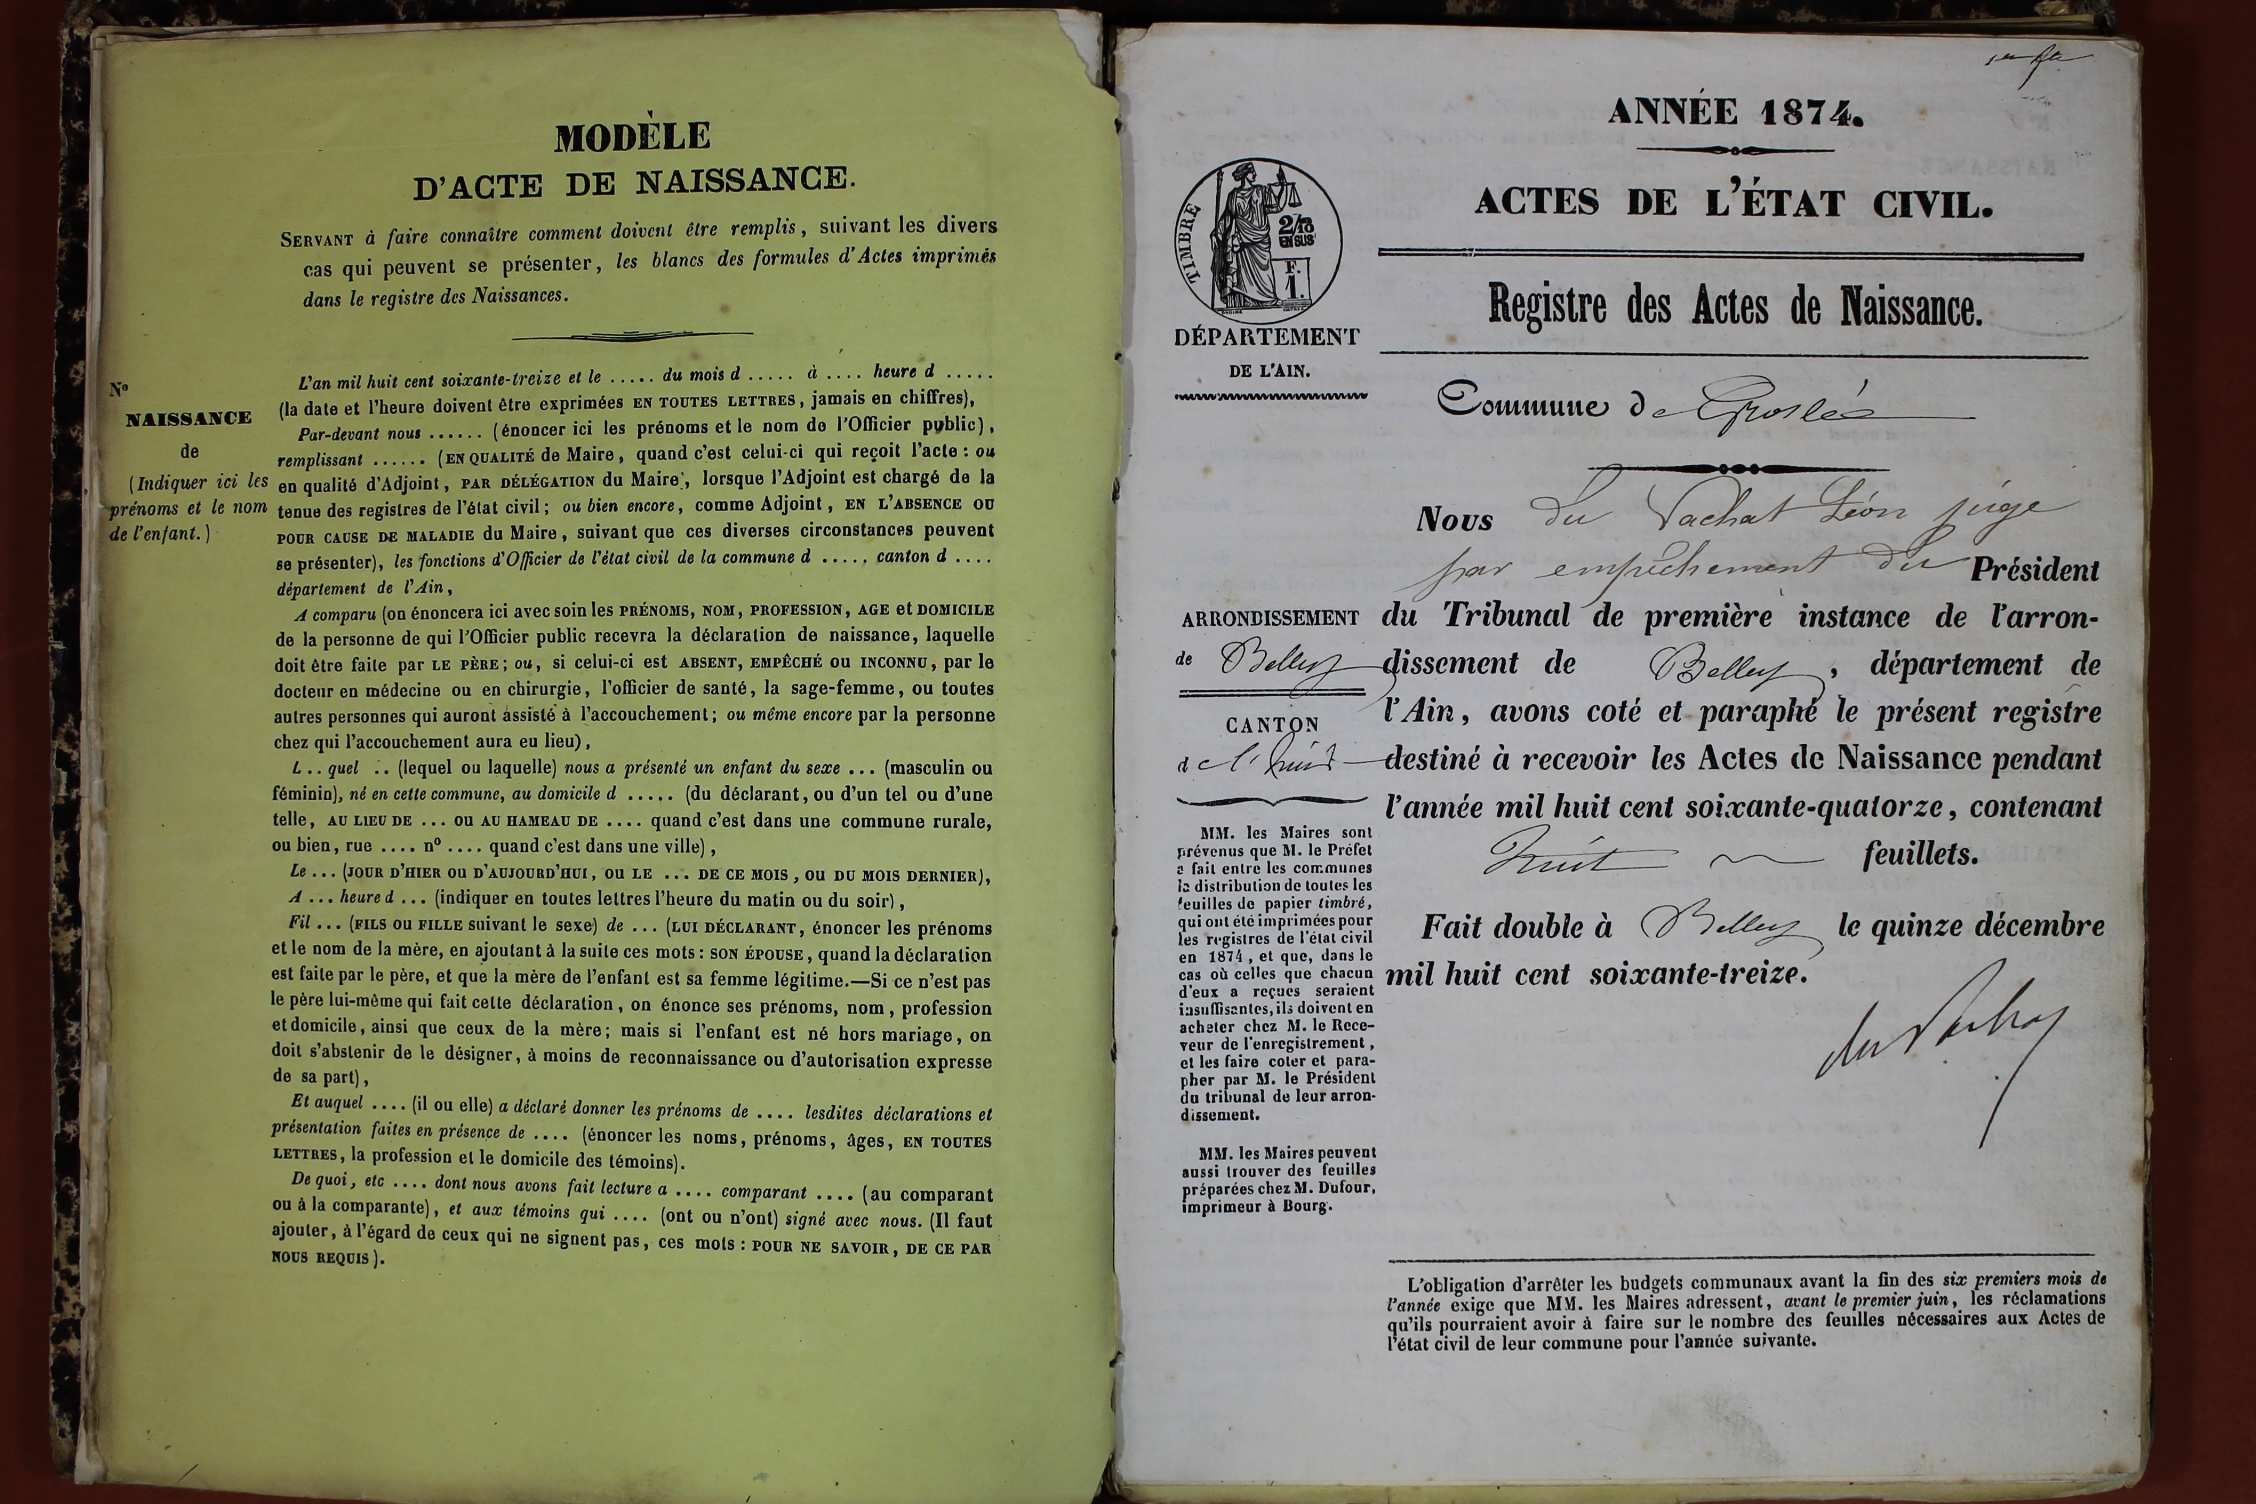 MODÈLE
D'ACTE DE NAISSANCE.
SERVANT à faire connaître comment doivent être remplis, suivant les divers
cas qui peuvent se présenter, les blancs des formules d'Actes imprimés
dans le registre des Naissances.
N°
NAISSANCE
de
(Indiquer ici les
prénoms et le nom
de l'enfant.)
L'an mil huit cent soixante-treize et le ..... du mois d ..... à .... heure d .....
(la date et l'heure doivent être exprimées EN TOUTES LETTRES, jamais en chiffres),
Par-devant nous ...... (énoncer ici les prénoms et le nom de l'Officier public),
remplissant ...... (EN QUALITÉ de Maire, quand c'est celui-ci qui reçoit l'acte : ou
en qualité d'Adjoint, PAR DÉLÉGATION du Maire, lorsque l'Adjoint est chargé de la
tenue des registres de l'état civil ; ou bien encore, comme Adjoint, EN L'ABSENCE OU
POUR CAUSE DE MALADIE du Maire, suivant que ces diverses circonstances peuvent
se présenter), les fonctions d'Officier de l'état civil de la commune d ....., canton d ....
département de l'Ain,
A comparu (on énoncera ici avec soin les PRÉNOMS, NOM, PROFESSION, AGE et DOMICILE
de la personne de qui l'Officier public recevra la déclaration de naissance, laquelle
doit être faite par LE PÈRE ; ou, si celui-ci est ABSENT, EMPÊCHÉ OU INCONNU, par le
docteur en médecine ou en chirurgie, l'officier de santé, la sage-femme, ou toutes
autres personnes qui auront assisté à l'accouchement ; ou même encore par la personne
chez qui l'accouchement aura eu lieu),
L .. quel .. (lequel ou laquelle) nous a présenté un enfant du sexe ... (masculin ou
féminin), né en cette commune, au domicile d ..... (du déclarant, ou d'un tel ou d'une
telle, AU LIEU DE ... OU AU HAMEAU DE .... quand c'est dans une commune rurale,
ou bien, rue .... n° .... quand c'est dans une ville),
Le ... (JOUR D'HIER OU D'AUJOURD'HUI, OU LE ... DE CE MOIS, OU DU MOIS DERNIER),
A ... heure d ... (indiquer en toutes lettres l'heure du matin ou du soir),
Fil ... (FILS OU FILLE suivant le sexe) de ... (LUI DÉCLARANT, énoncer les prénoms
et le nom de la mère, en ajoutant à la suite ces mots : SON ÉPOUSE, quand la déclaration
est faite par le père, et que la mère de l'enfant est sa femme légitime.—Si ce n'est pas
le père lui-même qui fait cette déclaration, on énonce ses prénoms, nom, profession
et domicile, ainsi que ceux de la mère ; mais si l'enfant est né hors mariage, on
doit s'abstenir de le désigner, à moins de reconnaissance ou d'autorisation expresse
de sa part),
Et auquel .... (il ou elle) a déclaré donner les prénoms de .... lesdites déclarations et
présentation faites en présence de .... (énoncer les noms, prénoms, âges, EN TOUTES
LETTRES, la profession et le domicile des témoins).
De quoi, etc .... dont nous avons fait lecture a .... comparant .... (au comparant
ou à la comparante), et aux témoins qui .... (ont ou n'ont) signé avec nous. (Il faut
ajouter, à l'égard de ceux qui ne signent pas, ces mots : POUR NE SAVOIR, DE CE PAR
NOUS REQUIS).
ANNÉE 1874.
ACTES DE L'ÉTAT CIVIL.
Registre des Actes de Naissance.
TIMBRE
2/10
EN SUS
F.
1.
DÉPARTEMENT
DE L'AIN.
Commune de Groslée
Nous du Vachat Léon juge
par empêchement du Président
du Tribunal de première instance de l'arron-
dissement de Belley, département de
l'Ain, avons coté et paraphé le présent registre
destiné à recevoir les Actes de Naissance pendant
l'année mil huit cent soixante-quatorze, contenant
huit feuillets.
Fait double à Belley le quinze décembre
mil huit cent soixante-treize.
du Vachat
ARRONDISSEMENT
de Belley
CANTON
de l'huis
MM. les Maires sont
prévenus que M. le Préfet
a fait entre les communes
la distribution de toutes les
feuilles de papier timbré,
qui ont été imprimées pour
les registres de l'état civil
en 1874, et que, dans le
cas où celles que chacun
d'eux a reçues seraient
insuffisantes, ils doivent en
acheter chez M. le Rece-
veur de l'enregistrement,
et les faire coter et para-
pher par M. le Président
du tribunal de leur arron-
dissement.
MM. les Maires peuvent
aussi trouver des feuilles
préparées chez M. Dufour,
imprimeur à Bourg.
L'obligation d'arrêter les budgets communaux avant la fin des six premiers mois de
l'année exige que MM. les Maires adressent, avant le premier juin, les réclamations
qu'ils pourraient avoir à faire sur le nombre des feuilles nécessaires aux Actes de
l'état civil de leur commune pour l'année suivante.